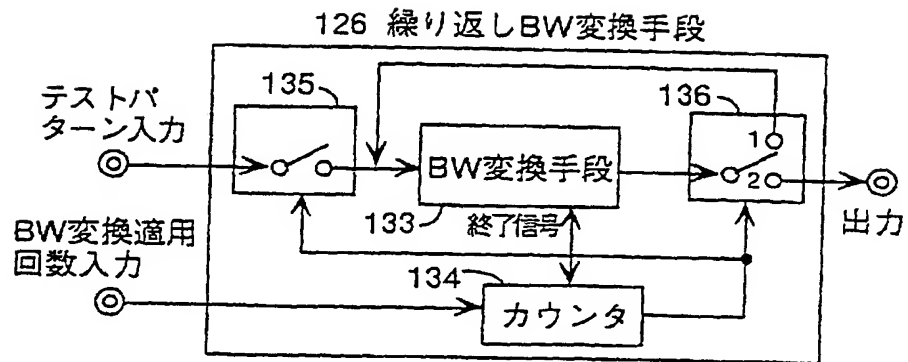 126 繰り返しBW変換手段
135
テストパ
ターン入力
136
1
2
BW変換手段
133
終了信号
出力
BW変換適用
回数入力
134
カウンタ